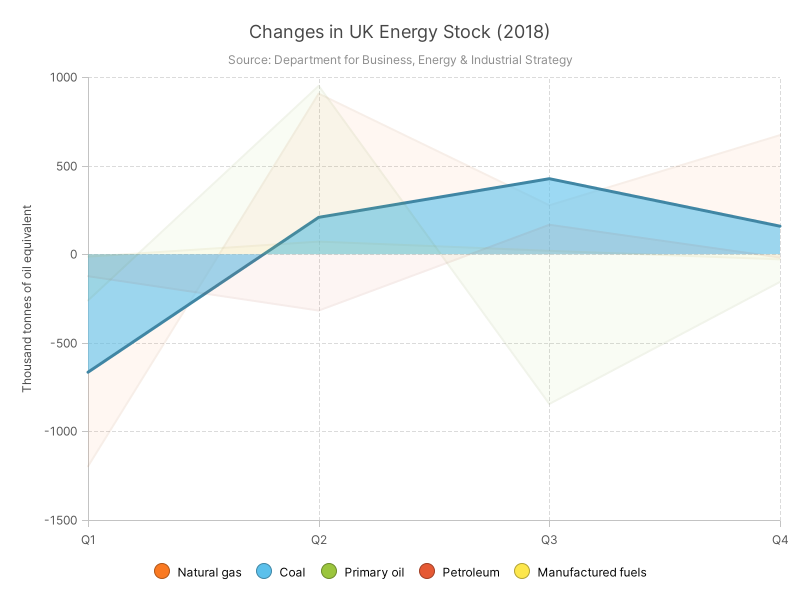 Changes in UK Energy Stock (2018)
Source: Department for Business, Energy & Industrial Strategy
Thousand tonnes of oil equivalent
1000
500
0
-500
-1000
-1500
Q1 Q2 Q3 Q4
Natural gas Coal Primary oil Petroleum Manufactured fuels